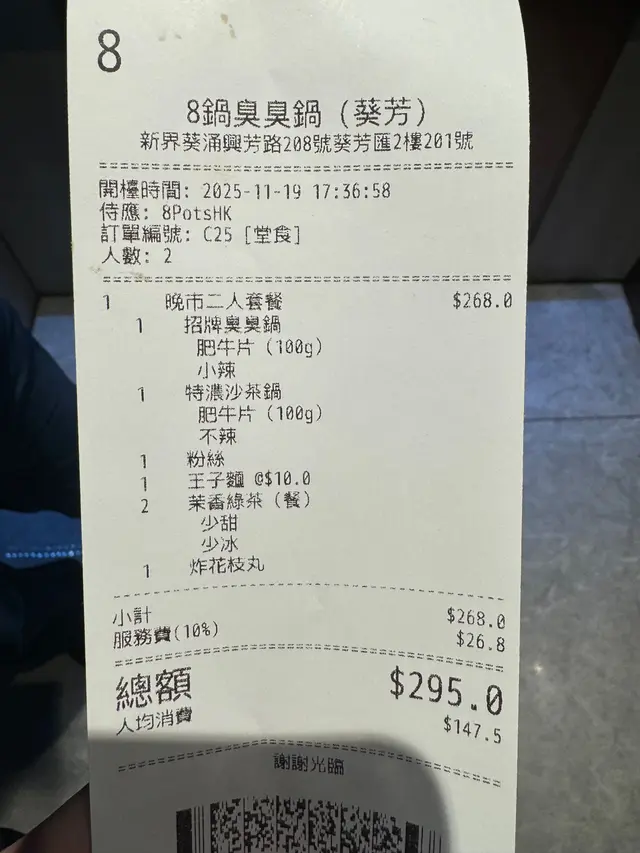 8
8鍋臭臭鍋 (葵芳)
新界葵涌興芳路208號葵芳匯2樓201號
開檯時間: 2025-11-19 17:36:58
侍應: 8PotsHK
訂單編號: C25 [堂食]
人數: 2
1 晚市二人套餐 $268.0
1 招牌臭臭鍋
肥牛片 (100g)
小辣
1 特濃沙茶鍋
肥牛片 (100g)
不辣
1 粉絲
1 王子麵 @$10.0
2 茉香綠茶 (餐)
少甜
少冰
1 炸花枝丸
小計 $268.0
服務費(10%) $26.8
總額 $295.0
人均消費 $147.5
謝謝光臨